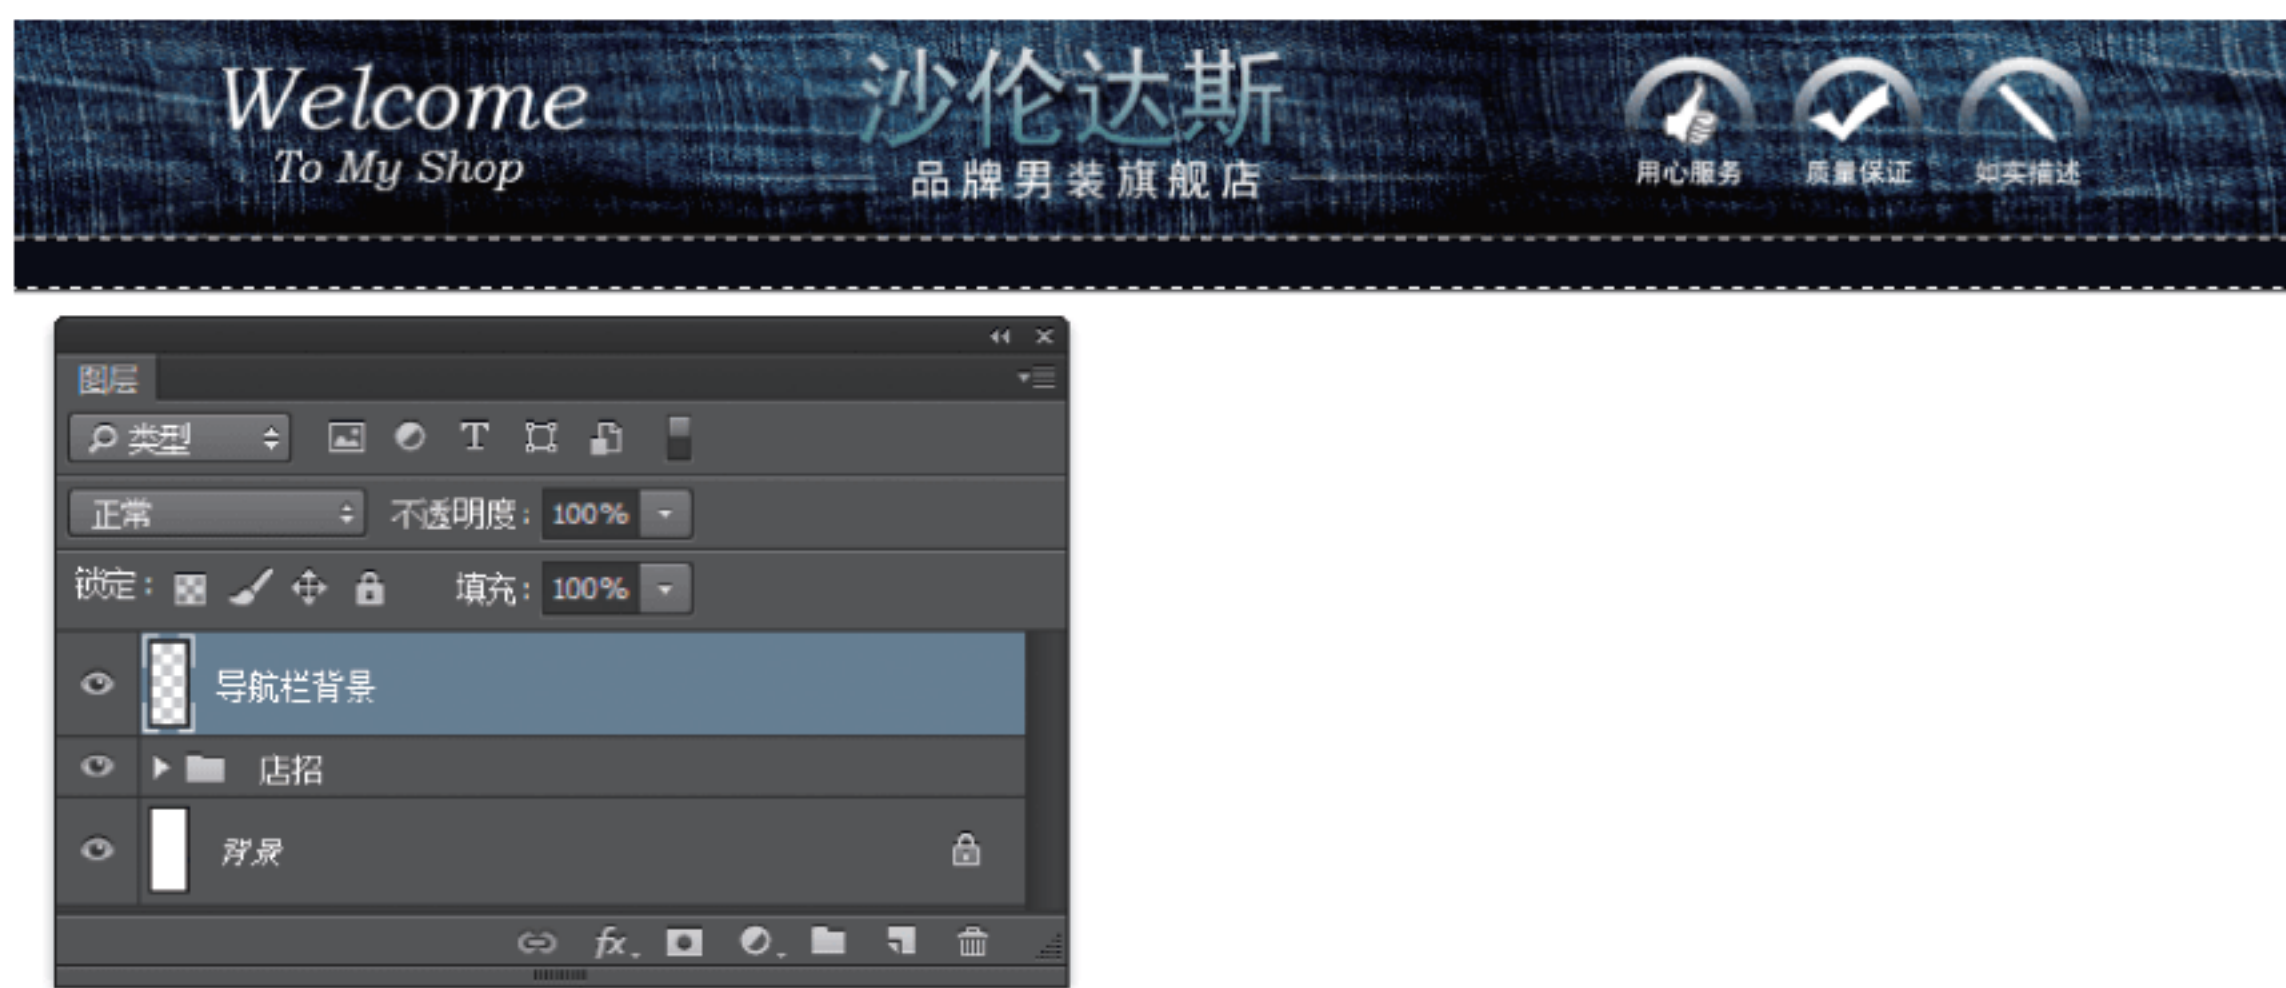 Welcome
To My Shop
沙伦达斯
品牌男装旗舰店
用心服务 质量保证 如实描述
图层
类型 T
正常 不透明度: 100%
锁定: 填充: 100%
导航栏背景
店招
背景
fx